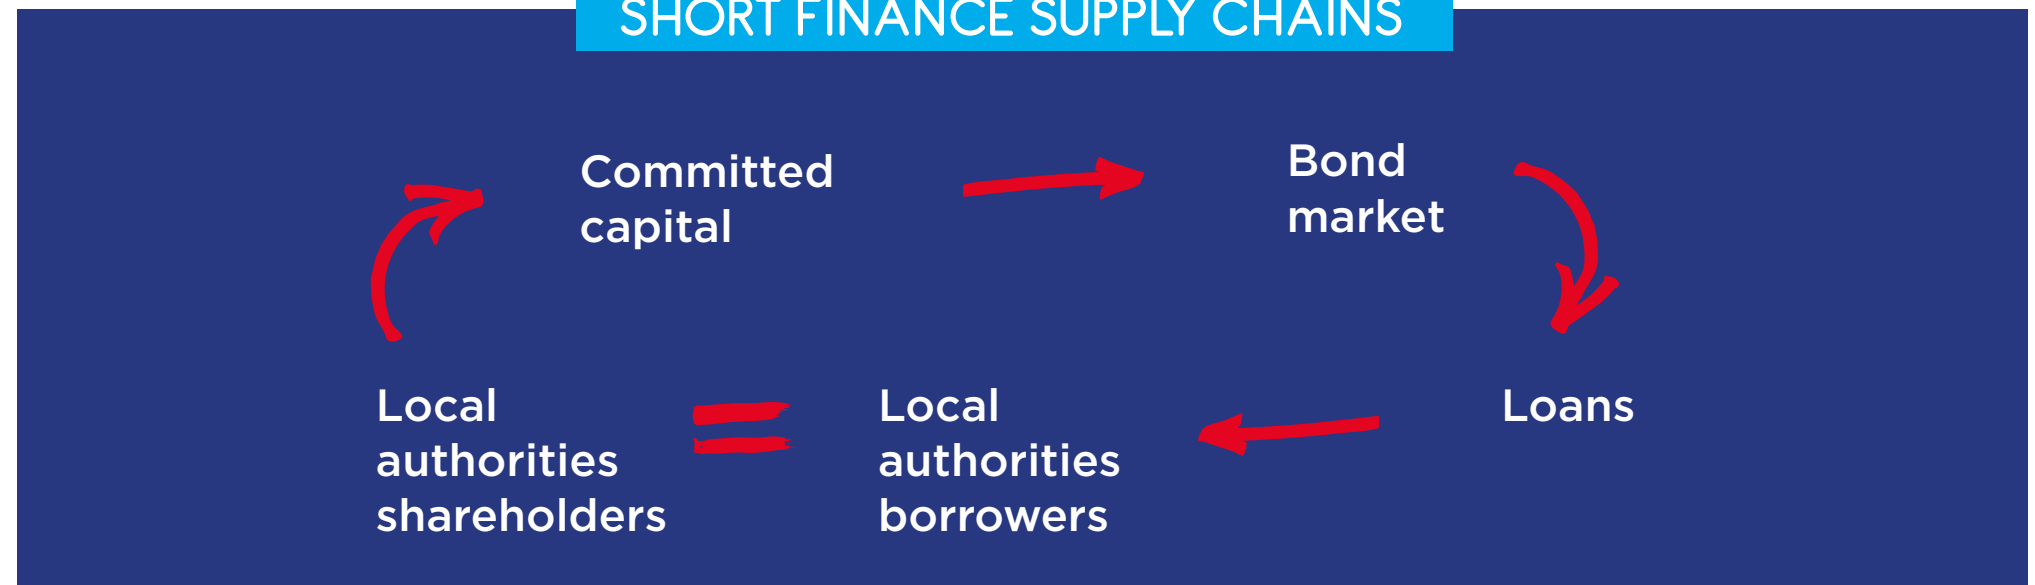 SHORT FINANCE SUPPLY CHAINS
Committed
capital
Bond
market
Local
authorities
shareholders
=
Local
authorities
borrowers
Loans